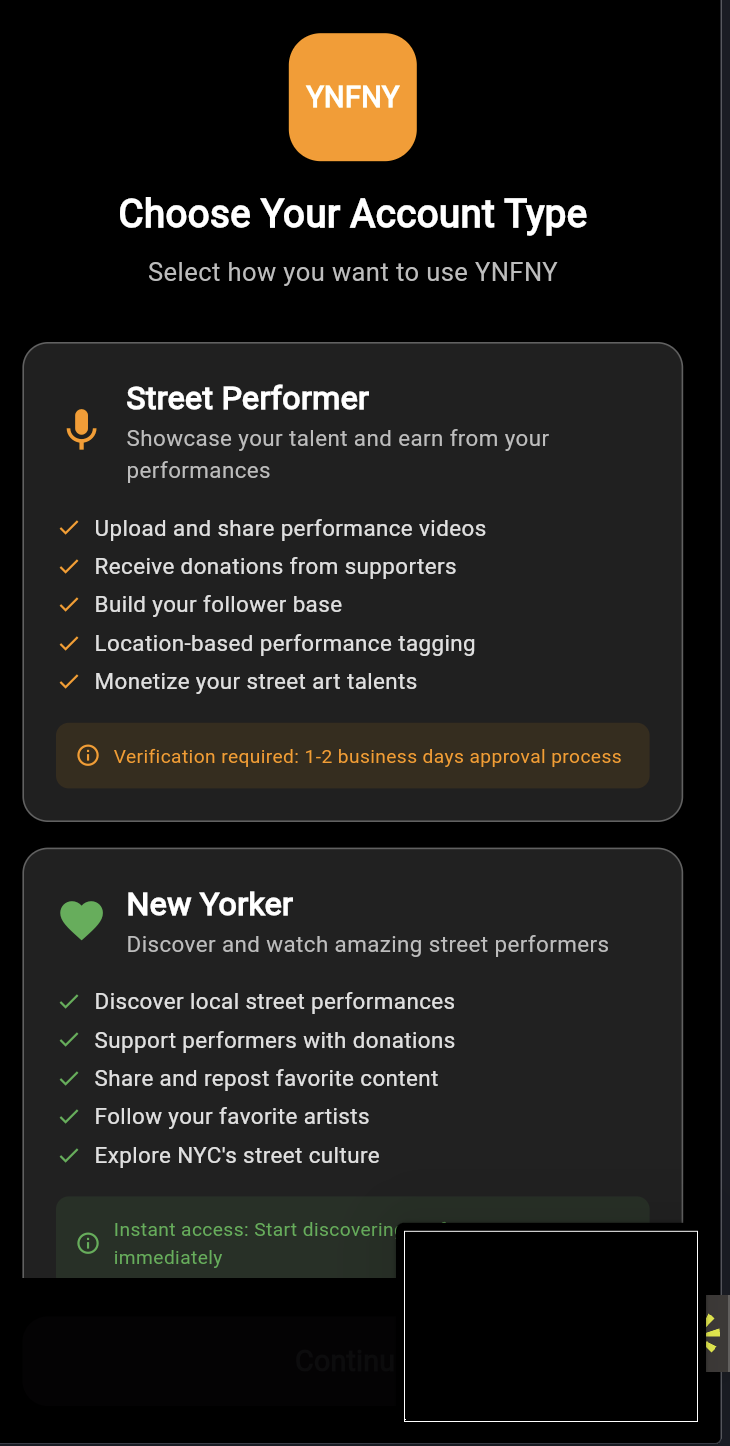 YNFNY
Choose Your Account Type
Select how you want to use YNFNY
Street Performer
Showcase your talent and earn from your
performances
Upload and share performance videos
Receive donations from supporters
Build your follower base
Location-based performance tagging
Monetize your street art talents
Verification required: 1-2 business days approval process
New Yorker
Discover and watch amazing street performers
Discover local street performances
Support performers with donations
Share and repost favorite content
Follow your favorite artists
Explore NYC's street culture
Instant access: Start
immediately